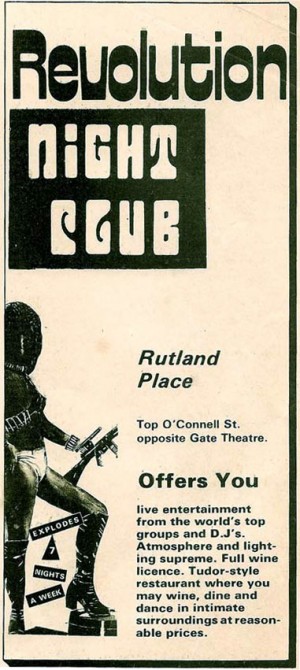 Revolution
NiGHT
CLUB
Rutland
Place
Top O'Connell St.
opposite Gate Theatre.
Offers You
live entertainment
from the world's top
groups and D.J's.
Atmosphere and light-
ing supreme. Full wine
licence. Tudor-style
restaurant where you
may wine, dine and
dance in intimate
surroundings at reason-
able prices.
EXPLODES
7
NIGHTS
A WEEK